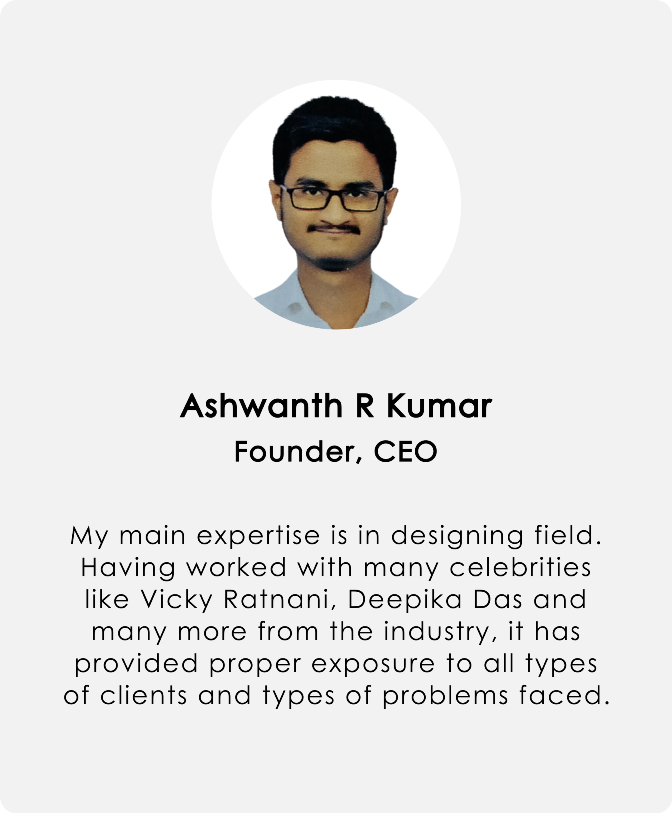 Ashwanth R Kumar
Founder, CEO
My main expertise is in designing field.
Having worked with many celebrities
like Vicky Ratnani, Deepika Das and
many more from the industry, it has
provided proper exposure to all types
of clients and types of problems faced.